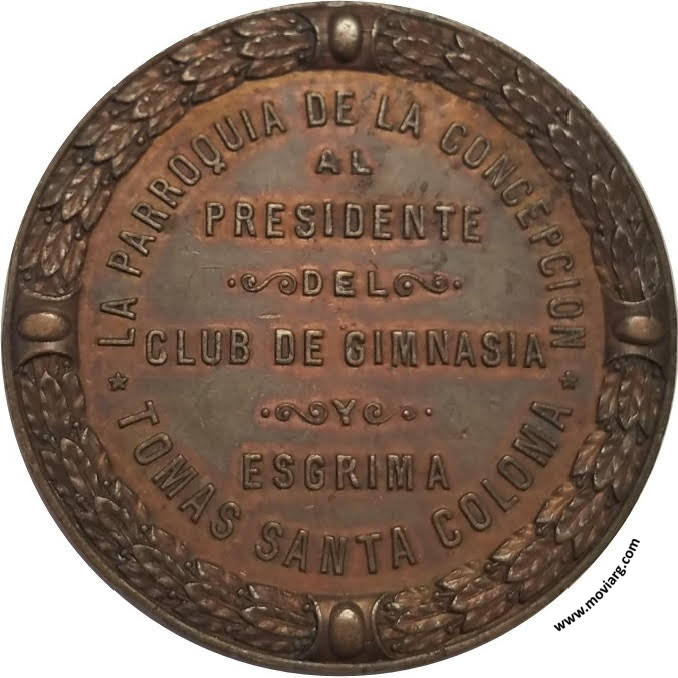 LA PARROQUIA DE LA CONCEPCION
AL
PRESIDENTE
DEL
CLUB DE GIMNASIA
Y
ESGRIMA
* TOMAS SANTA COLOMA *
www.moviarg.com